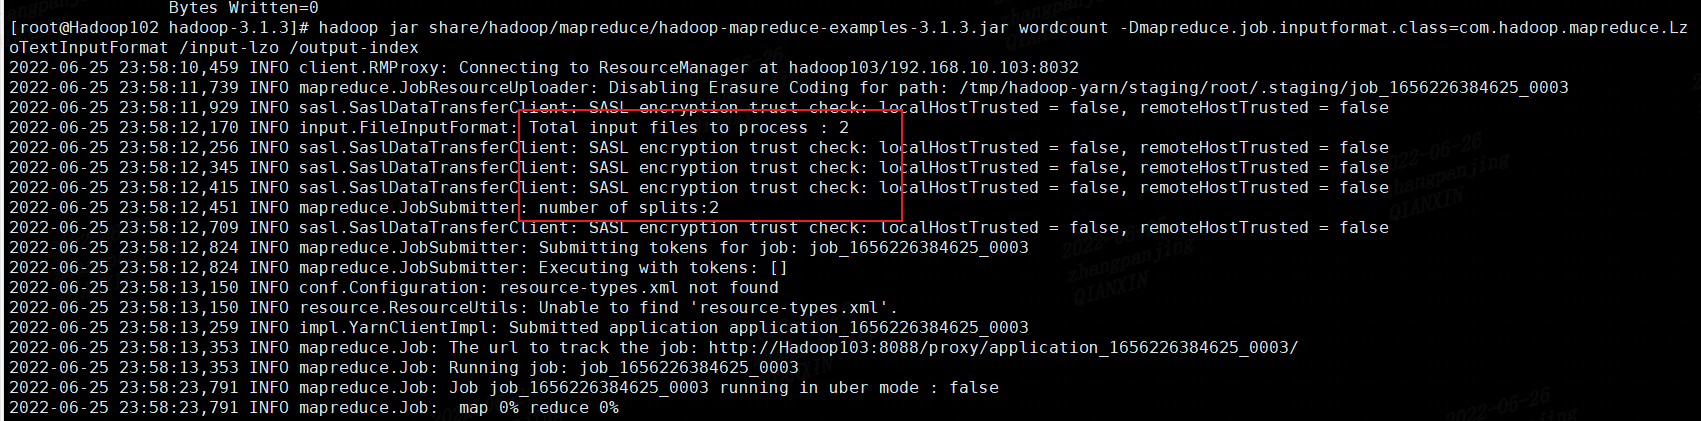 Bytes Written=0
[root@Hadoop102 hadoop-3.1.3]# hadoop jar share/hadoop/mapreduce/hadoop-mapreduce-examples-3.1.3.jar wordcount -Dmapreduce.job.inputformat.class=com.hadoop.mapreduce.Lz
oTextInputFormat /input-lzo /output-index
2022-06-25 23:58:10,459 INFO client.RMProxy: Connecting to ResourceManager at hadoop103/192.168.10.103:8032
2022-06-25 23:58:11,739 INFO mapreduce.JobResourceUploader: Disabling Erasure Coding for path: /tmp/hadoop-yarn/staging/root/.staging/job_1656226384625_0003
2022-06-25 23:58:11,929 INFO sasl.SaslDataTransferClient: SASL encryption trust check: localHostTrusted = false, remoteHostTrusted = false
2022-06-25 23:58:12,170 INFO input.FileInputFormat: Total input files to process : 2
2022-06-25 23:58:12,256 INFO sasl.SaslDataTransferClient: SASL encryption trust check: localHostTrusted = false, remoteHostTrusted = false
2022-06-25 23:58:12,345 INFO sasl.SaslDataTransferClient: SASL encryption trust check: localHostTrusted = false, remoteHostTrusted = false
2022-06-25 23:58:12,415 INFO sasl.SaslDataTransferClient: SASL encryption trust check: localHostTrusted = false, remoteHostTrusted = false
2022-06-25 23:58:12,451 INFO mapreduce.JobSubmitter: number of splits:2
2022-06-25 23:58:12,709 INFO sasl.SaslDataTransferClient: SASL encryption trust check: localHostTrusted = false, remoteHostTrusted = false
2022-06-25 23:58:12,824 INFO mapreduce.JobSubmitter: Submitting tokens for job: job_1656226384625_0003
2022-06-25 23:58:12,824 INFO mapreduce.JobSubmitter: Executing with tokens: []
2022-06-25 23:58:13,150 INFO conf.Configuration: resource-types.xml not found
2022-06-25 23:58:13,150 INFO resource.ResourceUtils: Unable to find 'resource-types.xml'.
2022-06-25 23:58:13,259 INFO impl.YarnClientImpl: Submitted application application_1656226384625_0003
2022-06-25 23:58:13,353 INFO mapreduce.Job: The url to track the job: http://Hadoop103:8088/proxy/application_1656226384625_0003/
2022-06-25 23:58:13,353 INFO mapreduce.Job: Running job: job_1656226384625_0003
2022-06-25 23:58:23,791 INFO mapreduce.Job: Job job_1656226384625_0003 running in uber mode : false
2022-06-25 23:58:23,791 INFO mapreduce.Job:  map 0% reduce 0%
2022-06-26
zhangpanjing
QIANXIN